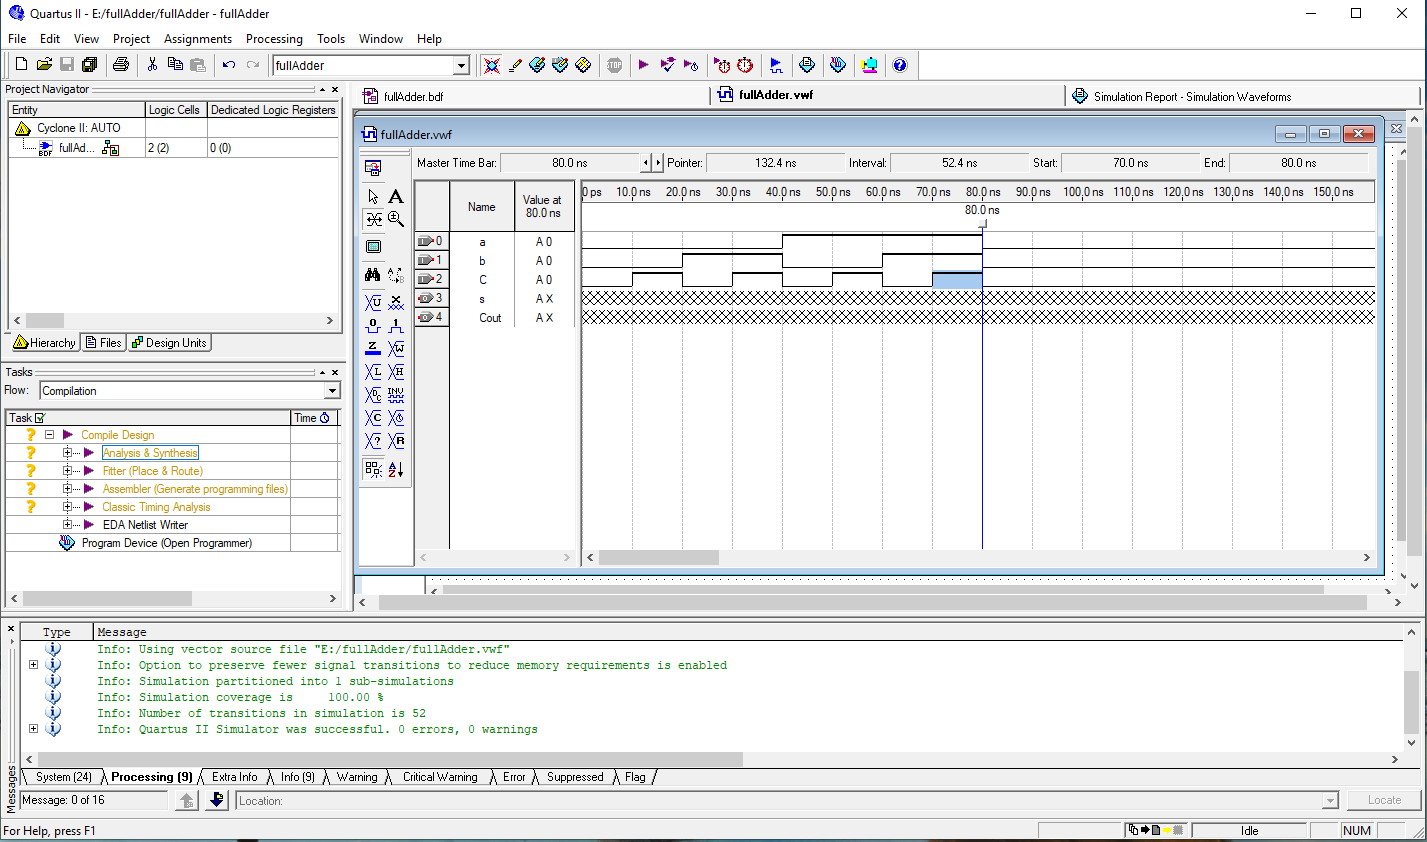 Quartus II - E:/fullAdder/fullAdder - fullAdder
File Edit View Project Assignments Processing Tools Window Help
fullAdder
Project Navigator
Entity Logic Cells Dedicated Logic Registers
Cyclone II: AUTO
fullAd... 2 (2) 0 (0)
Hierarchy Files Design Units
Tasks
Flow: Compilation
Task Time
Compile Design
Analysis & Synthesis
Fitter (Place & Route)
Assembler (Generate programming files)
Classic Timing Analysis
EDA Netlist Writer
Program Device (Open Programmer)
fullAdder.bdf fullAdder.vwf Simulation Report - Simulation Waveforms
fullAdder.vwf
Master Time Bar: 80.0 ns Pointer: 132.4 ns Interval: 52.4 ns Start: 70.0 ns End: 80.0 ns
Name Value at 80.0 ns
0 ps 10.0 ns 20.0 ns 30.0 ns 40.0 ns 50.0 ns 60.0 ns 70.0 ns 80.0 ns 90.0 ns 100.0 ns 110.0 ns 120.0 ns 130.0 ns 140.0 ns 150.0 ns
80.0 ns
0 a A 0
1 b A 0
2 C A 0
3 s A X
4 Cout A X
Type Message
Info: Using vector source file "E:/fullAdder/fullAdder.vwf"
Info: Option to preserve fewer signal transitions to reduce memory requirements is enabled
Info: Simulation partitioned into 1 sub-simulations
Info: Simulation coverage is 100.00 %
Info: Number of transitions in simulation is 52
Info: Quartus II Simulator was successful. 0 errors, 0 warnings
System (24) Processing (9) Extra Info Info (9) Warning Critical Warning Error Suppressed Flag
Messages
Message: 0 of 16 Location: Locate
For Help, press F1 Idle NUM